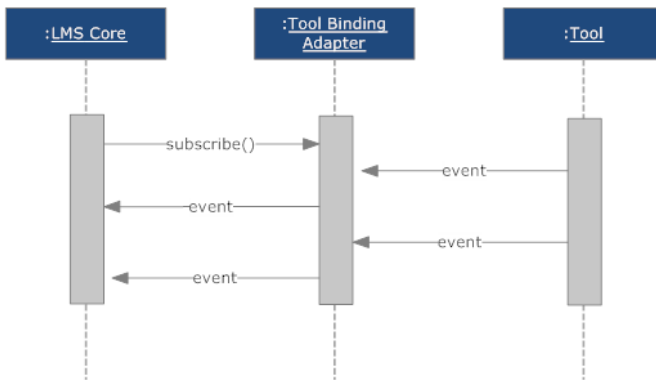 :LMS Core
:Tool Binding
Adapter
:Tool
subscribe()
event
event
event
event